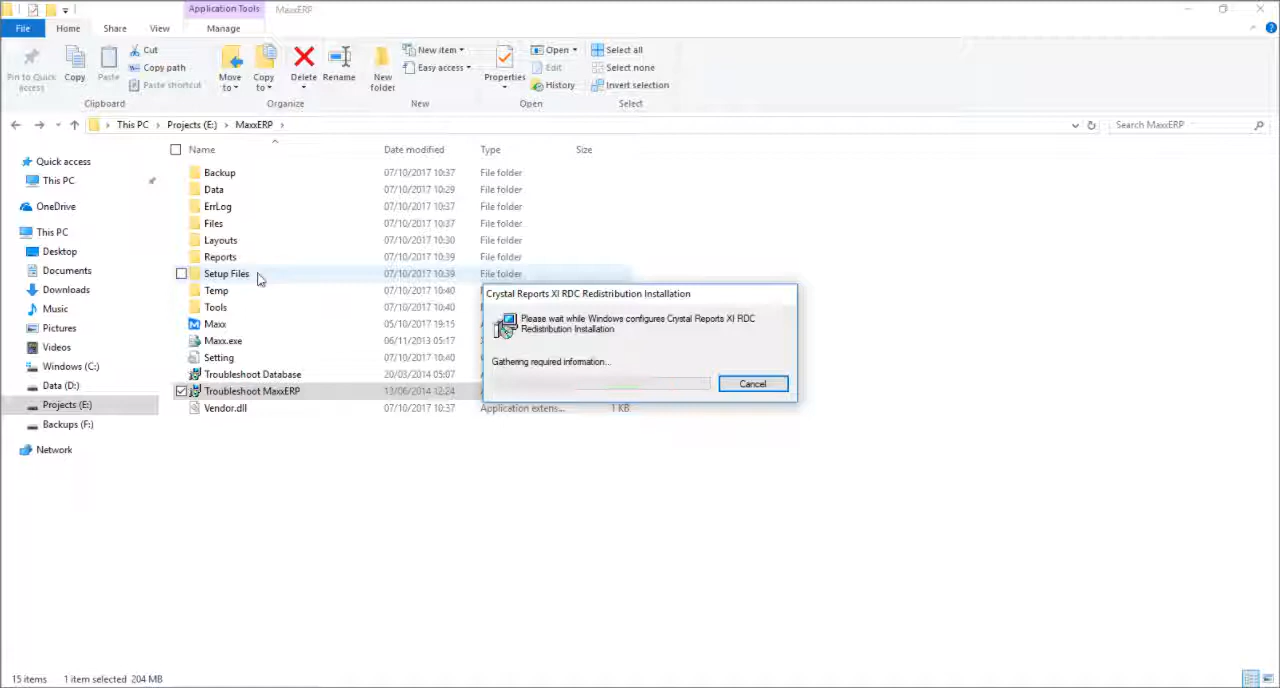 Application Tools MaxxERP
File Home Share View Manage
Pin to Quick access
Copy
Paste
Cut
Copy path
Paste shortcut
Clipboard
Move to
Copy to
Delete
Rename
Organize
New folder
New item
Easy access
New
Properties
Open
Edit
History
Open
Select all
Select none
Invert selection
Select
This PC Projects (E:) MaxxERP
Search MaxxERP
Quick access
This PC
OneDrive
This PC
Desktop
Documents
Downloads
Music
Pictures
Videos
Windows (C:)
Data (D:)
Projects (E:)
Backups (F:)
Network
Name Date modified Type Size
Backup 07/10/2017 10:37 File folder
Data 07/10/2017 10:29 File folder
ErrLog 07/10/2017 10:37 File folder
Files 07/10/2017 10:37 File folder
Layouts 07/10/2017 10:30 File folder
Reports 07/10/2017 10:39 File folder
Setup Files 07/10/2017 10:39 File folder
Temp 07/10/2017 10:40
Tools 07/10/2017 10:40
Maxx 05/10/2017 19:15
Maxx.exe 06/11/2013 05:17
Setting 07/10/2017 10:40
Troubleshoot Database 20/03/2014 05:07
Troubleshoot MaxxERP 13/06/2014 12:24
Vendor.dll 07/10/2017 10:37 Application extens... 1 KB
Crystal Reports XI RDC Redistribution Installation
Please wait while Windows configures Crystal Reports XI RDC
Redistribution Installation
Gathering required information...
Cancel
15 items 1 item selected 204 MB